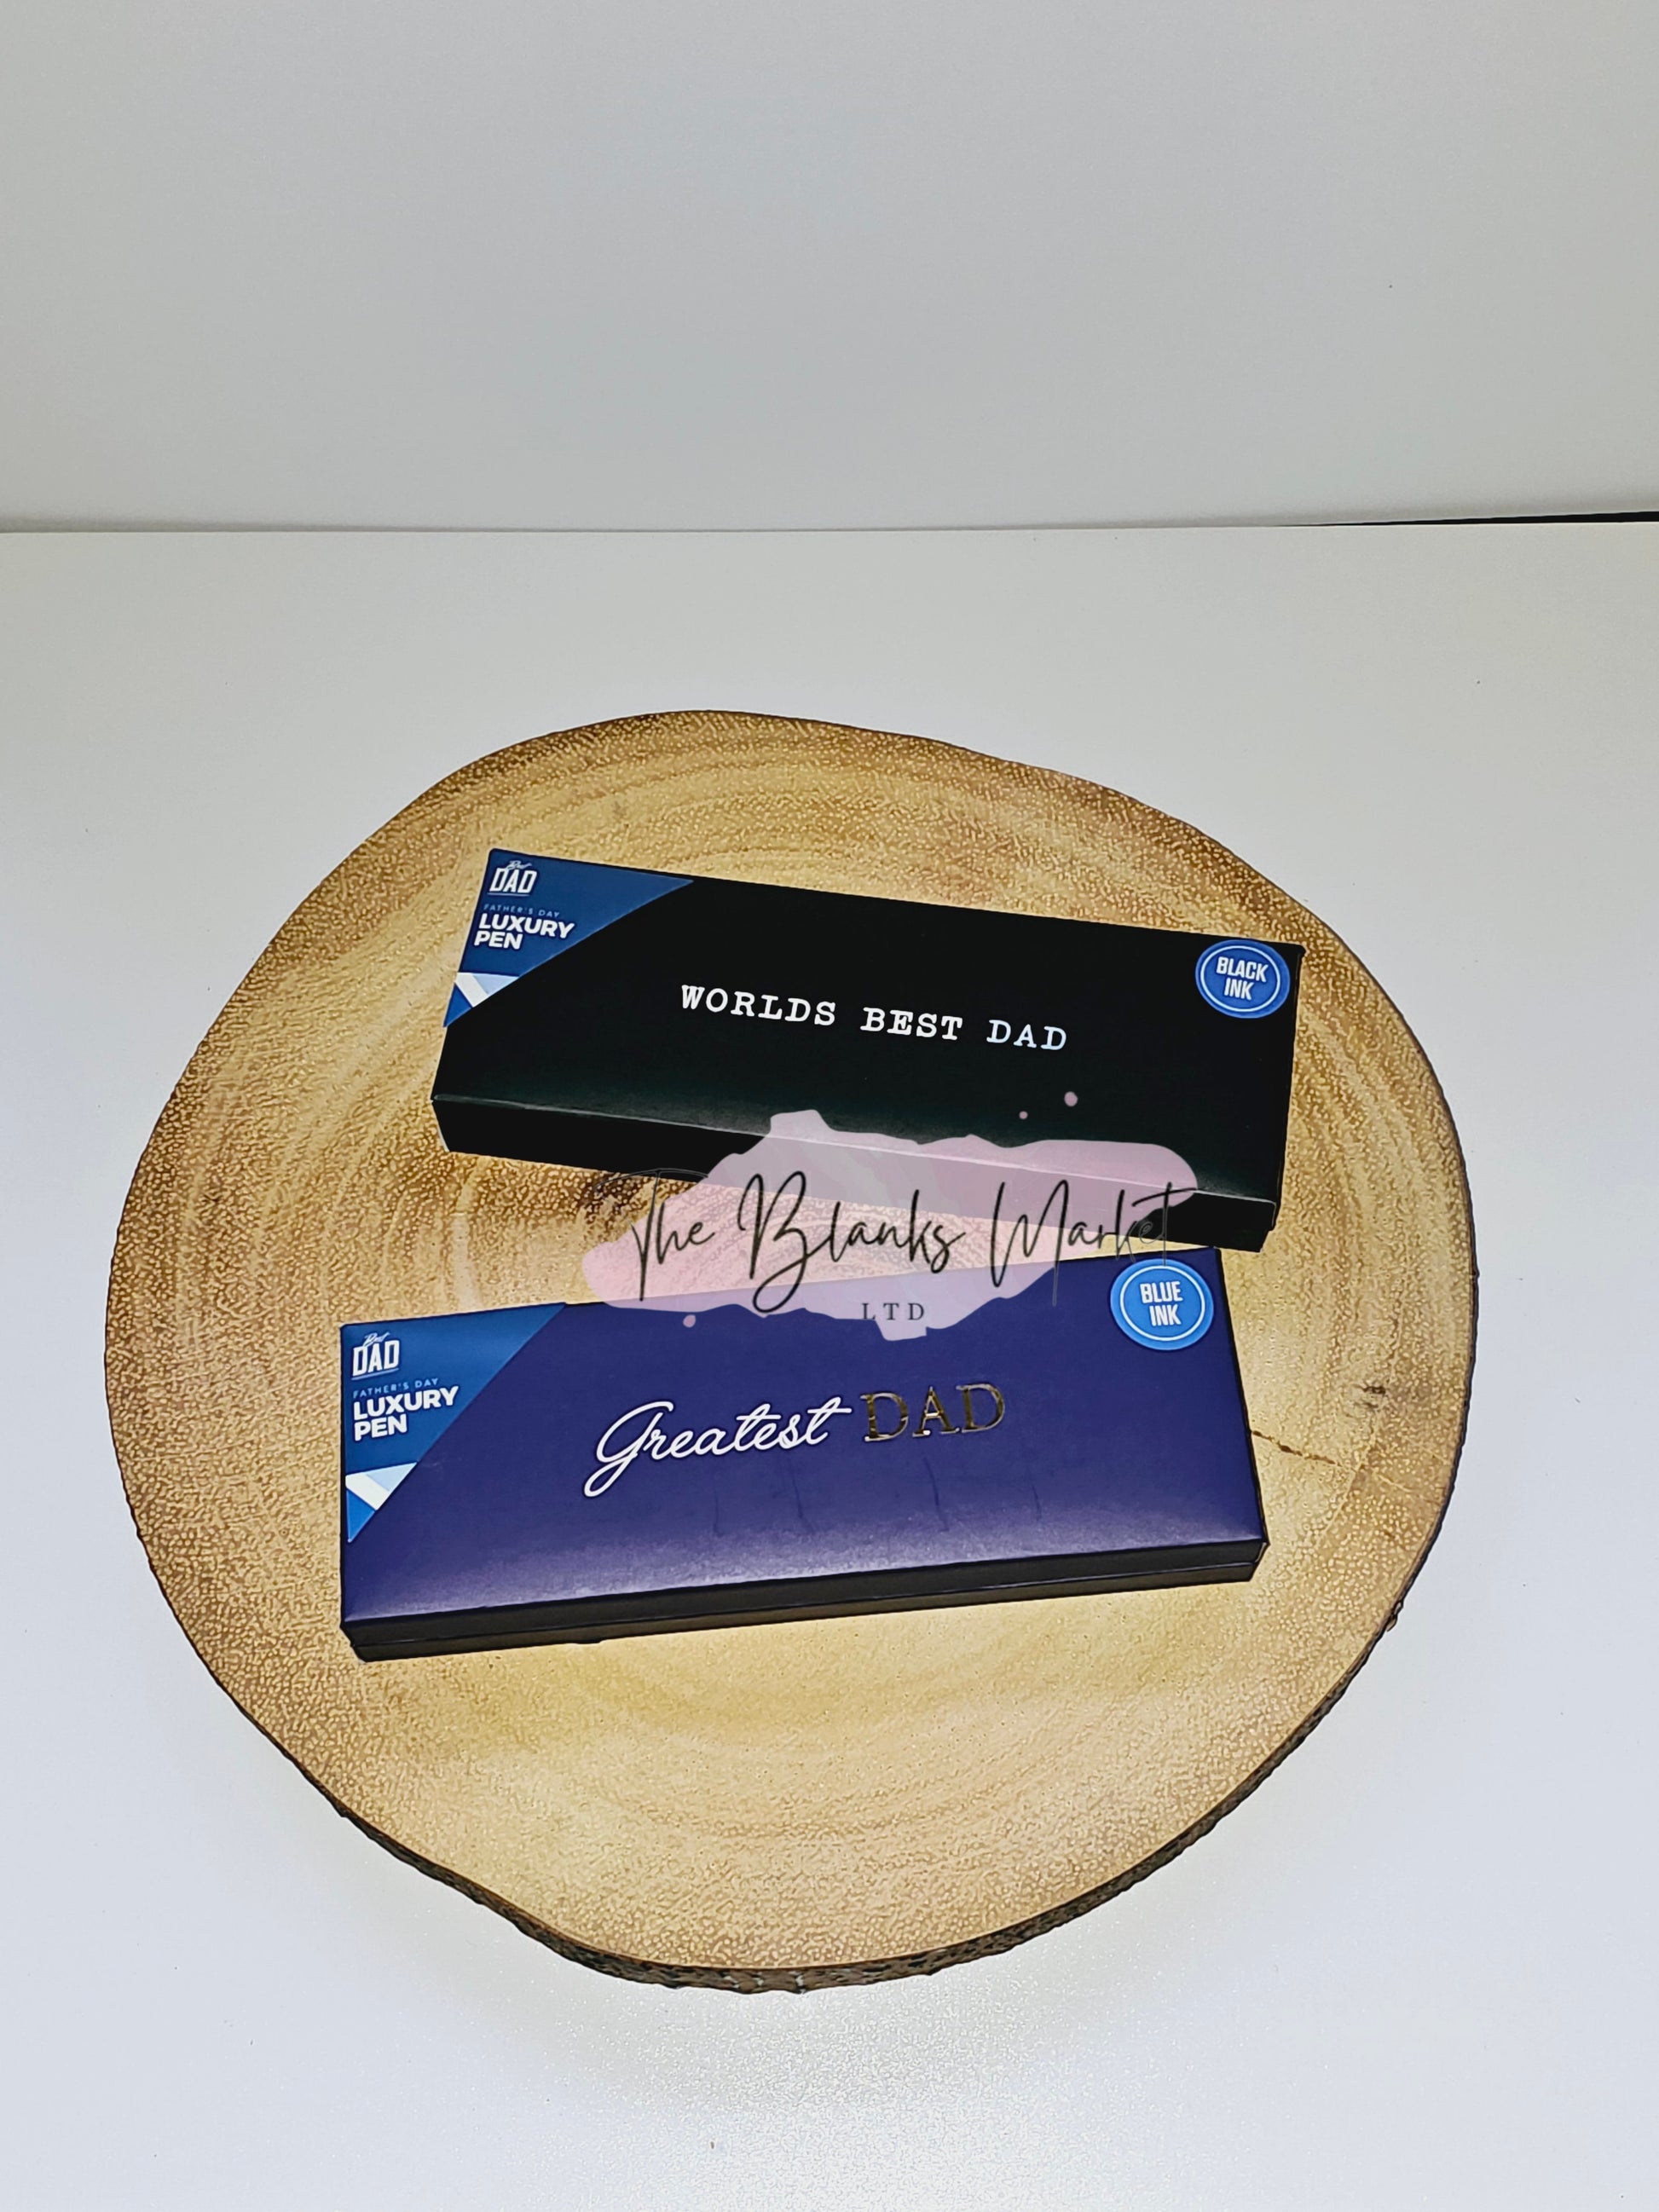 Best
DAD
FATHER'S DAY
LUXURY
PEN
BLACK
INK
WORLDS BEST DAD
The Blanks Market
LTD
BLUE
INK
Best
DAD
FATHER'S DAY
LUXURY
PEN
Greatest DAD